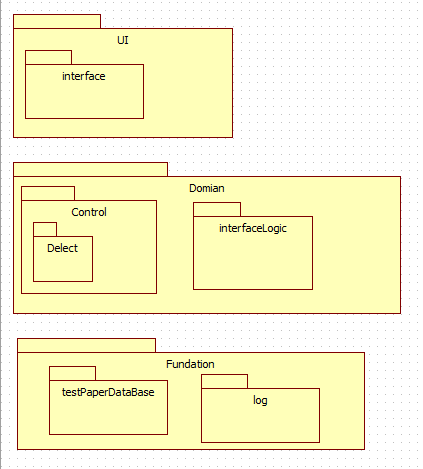 UI
interface
Domian
Control
Delect
interfaceLogic
Fundation
testPaperDataBase
log